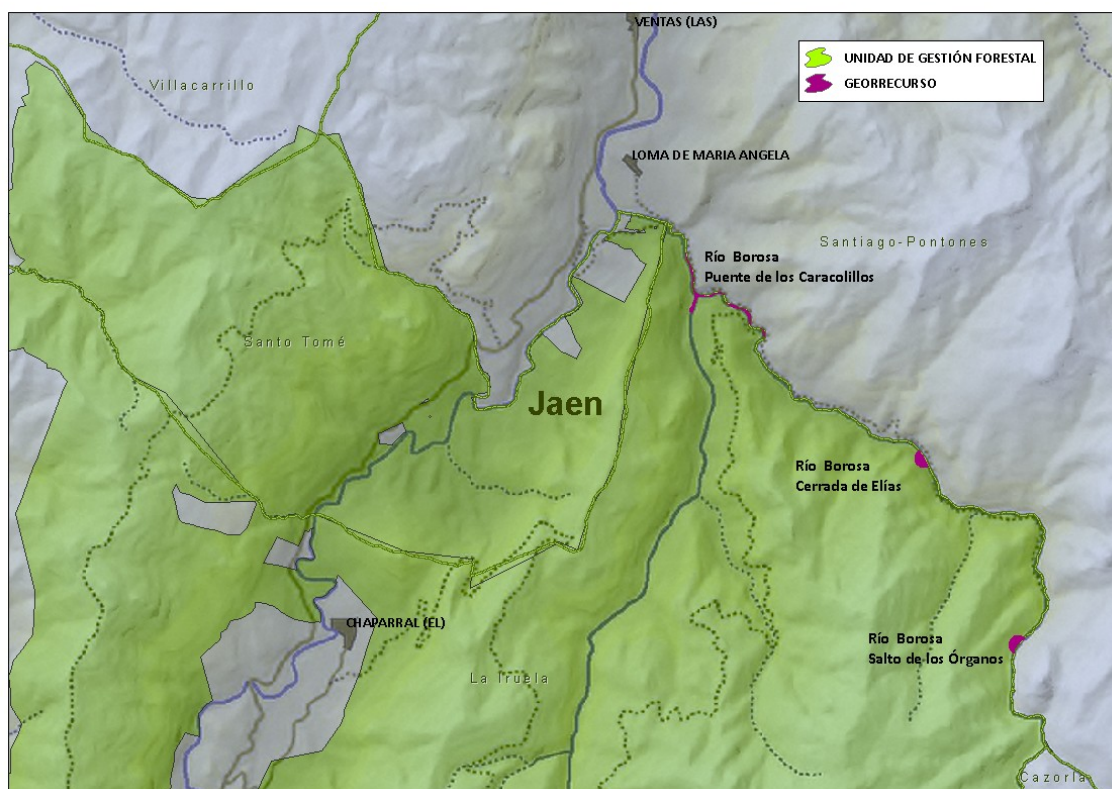 VENTAS (LAS)
UNIDAD DE GESTIÓN FORESTAL
GEORRECURSO
Villacarrillo
LOMA DE MARIA ANGELA
Santiago-Pontones
Río Borosa
Puente de los Caracolillos
Santo Tomé
Jaen
Río Borosa
Cerrada de Elías
CHAPARRAL (EL)
Río Borosa
Salto de los Órganos
La Iruela
Cazorla